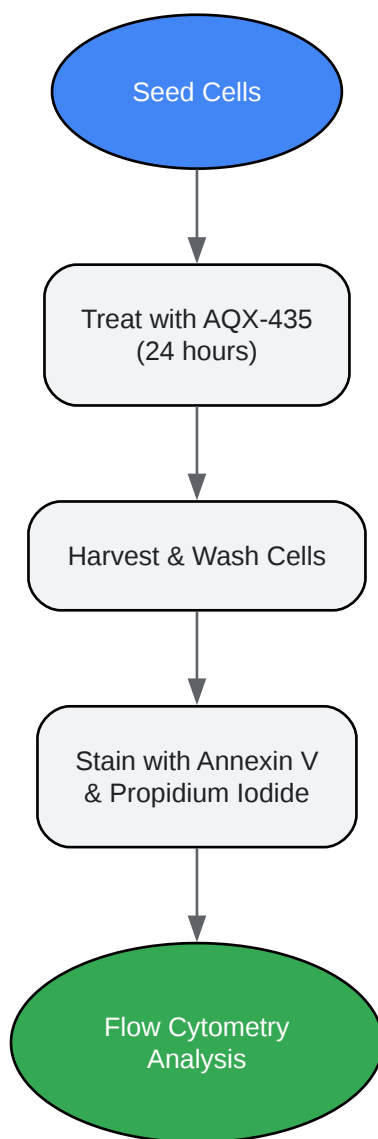 Seed Cells
Treat with AQX-435
(24 hours)
Harvest & Wash Cells
Stain with Annexin V
& Propidium Iodide
Flow Cytometry
Analysis